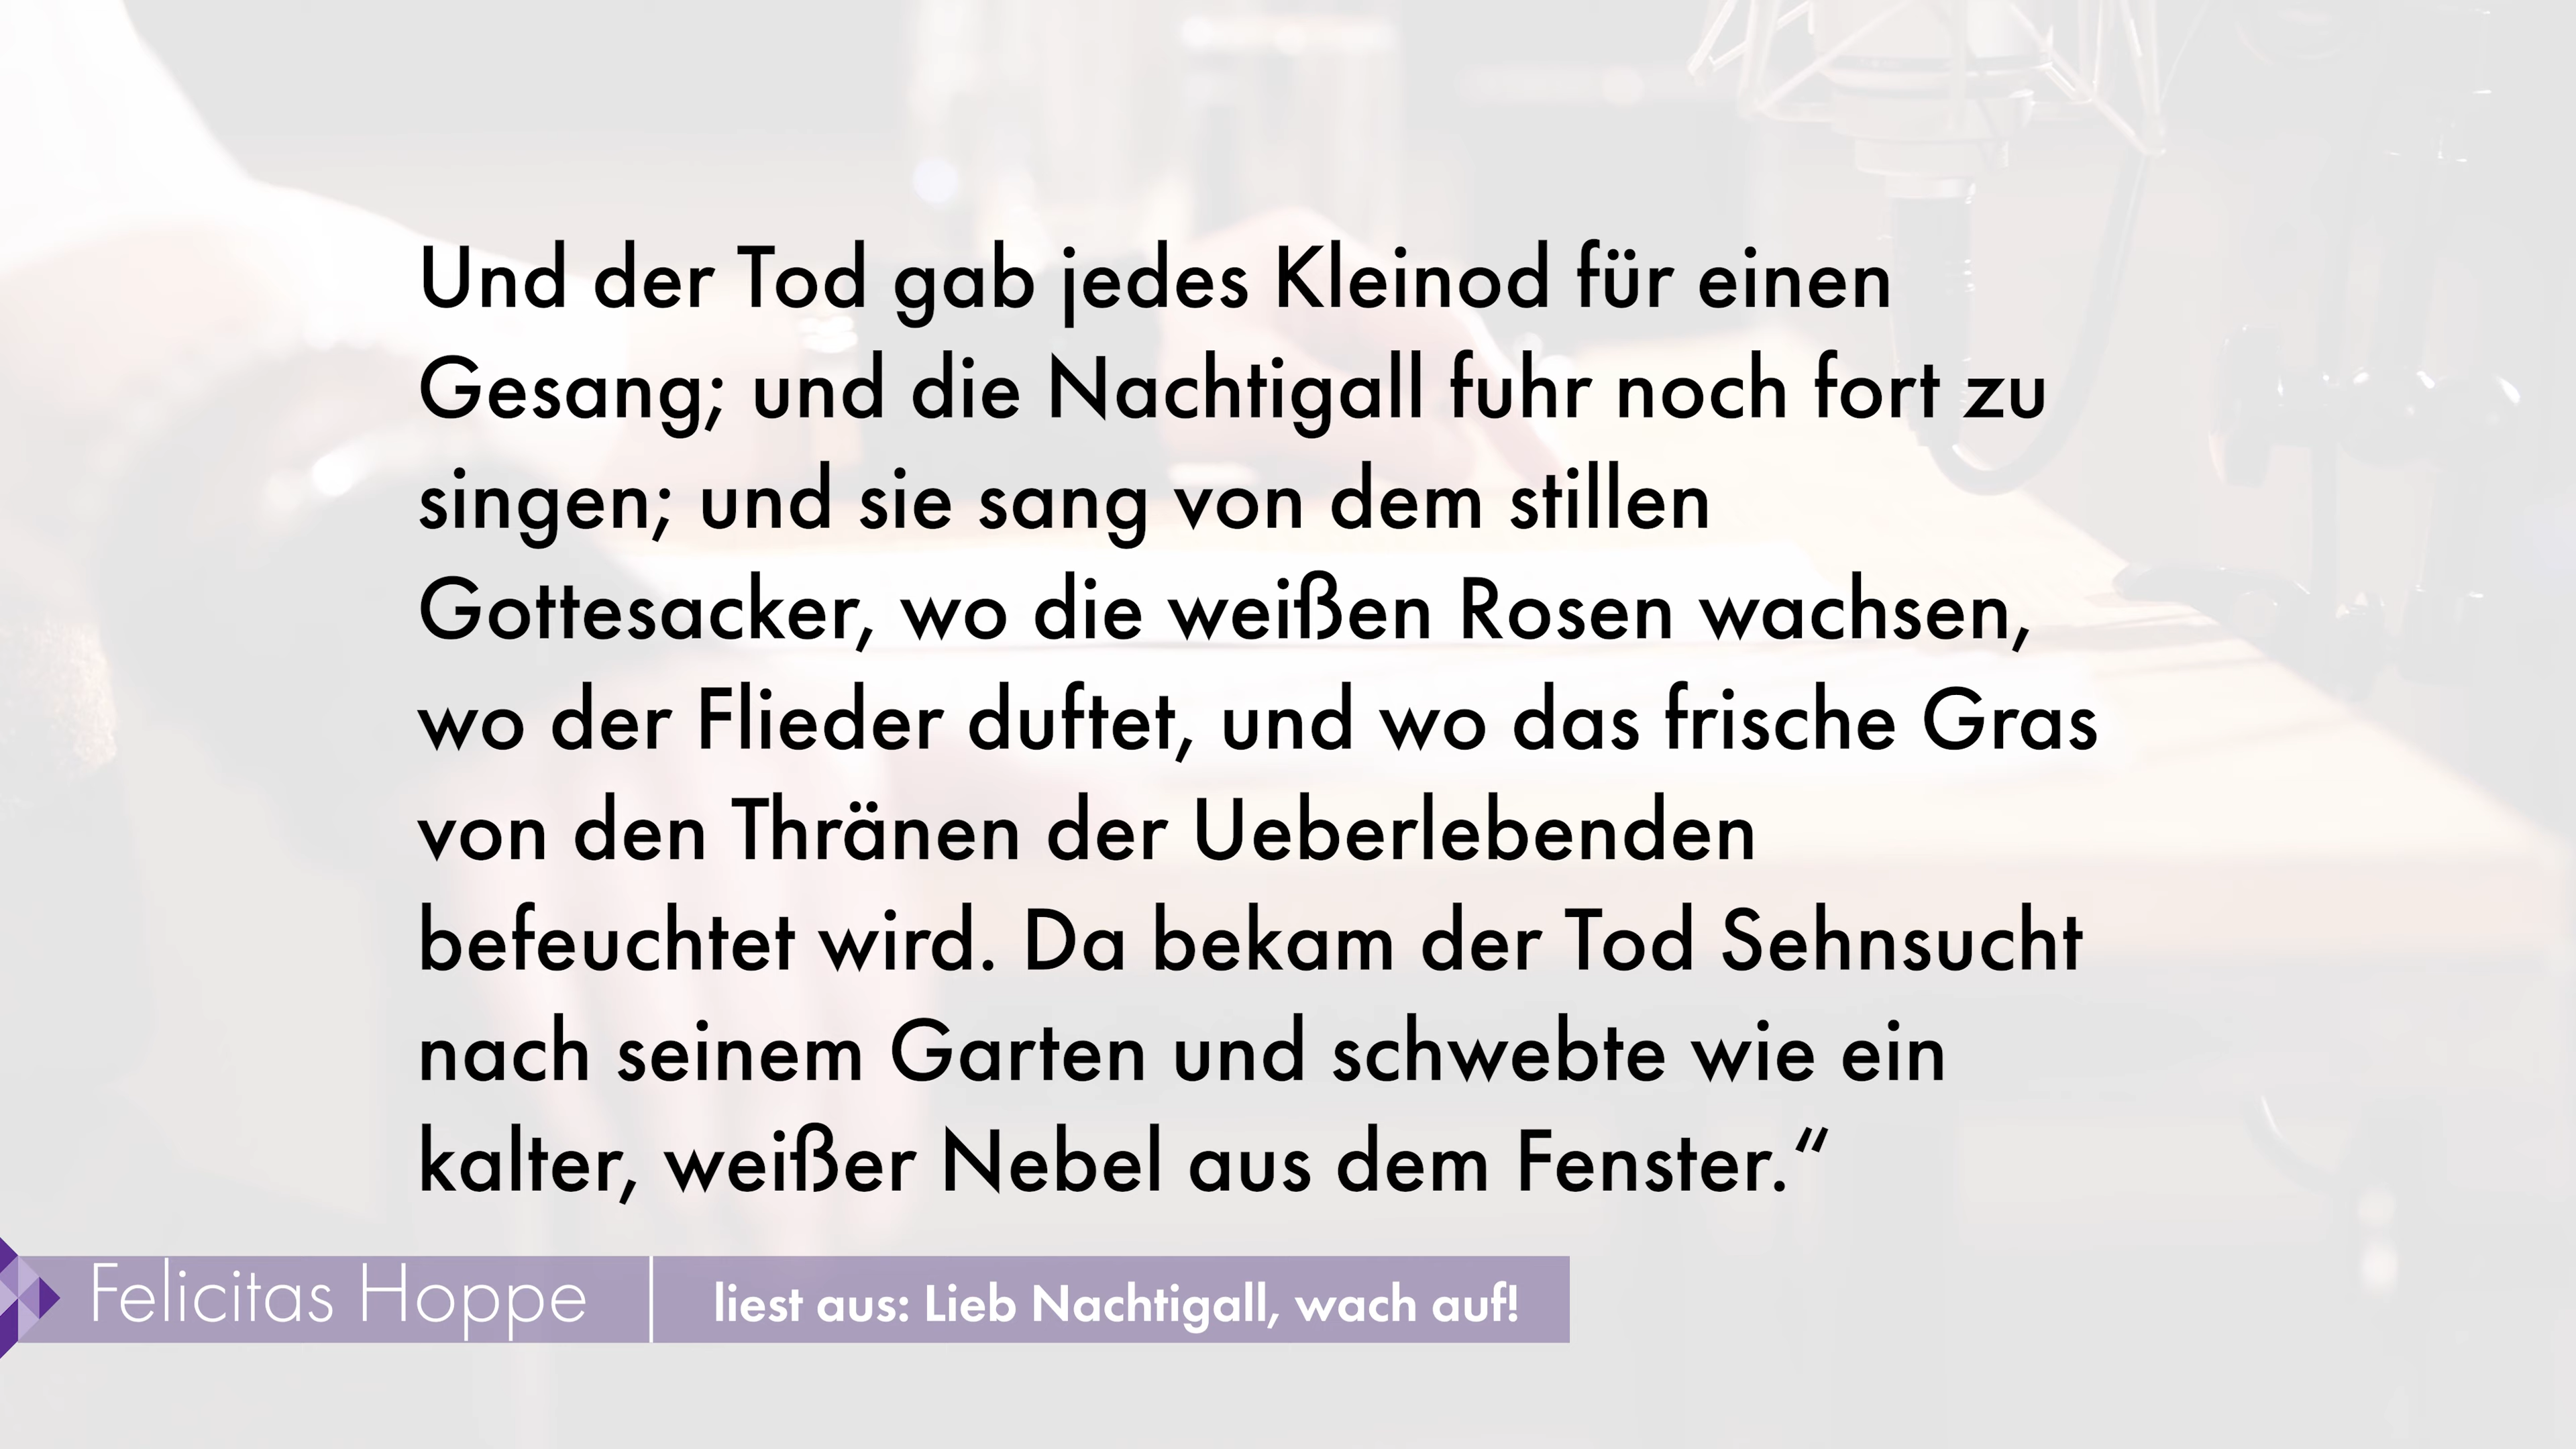 Und der Tod gab jedes Kleinod für einen
Gesang; und die Nachtigall fuhr noch fort zu
singen; und sie sang von dem stillen
Gottesacker, wo die weißen Rosen wachsen,
wo der Flieder duftet, und wo das frische Gras
von den Thränen der Ueberlebenden
befeuchtet wird. Da bekam der Tod Sehnsucht
nach seinem Garten und schwebte wie ein
kalter, weißer Nebel aus dem Fenster.“
Felicitas Hoppe
liest aus: Lieb Nachtigall, wach auf!